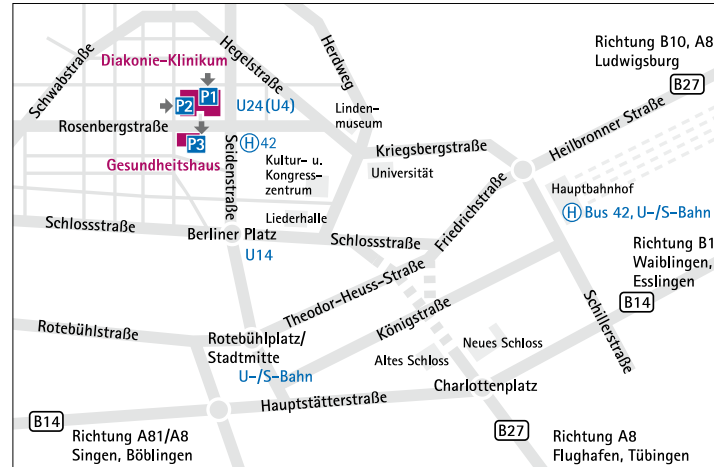 Schwabstraße
Diakonie-Klinikum
Hegelstraße
Herdweg
Richtung B10, A8
Ludwigsburg
B27
P1
P2
U24 (U4)
Linden-
museum
Rosenbergstraße
Heilbronner Straße
P3
Seidenstraße
H 42
Kriegsbergstraße
Gesundheitshaus
Kultur- u.
Kongress-
zentrum
Universität
Hauptbahnhof
H Bus 42, U-/S-Bahn
Friedrichstraße
Schlossstraße
Liederhalle
Berliner Platz
Schlossstraße
U14
Richtung B1
Waiblingen,
Esslingen
B14
Theodor-Heuss-Straße
Königstraße
Schillerstraße
Rotebühlstraße
Rotebühlplatz/
Stadtmitte
U-/S-Bahn
Neues Schloss
Altes Schloss
Charlottenplatz
Hauptstätterstraße
B14
Richtung A81/A8
Singen, Böblingen
B27
Richtung A8
Flughafen, Tübingen